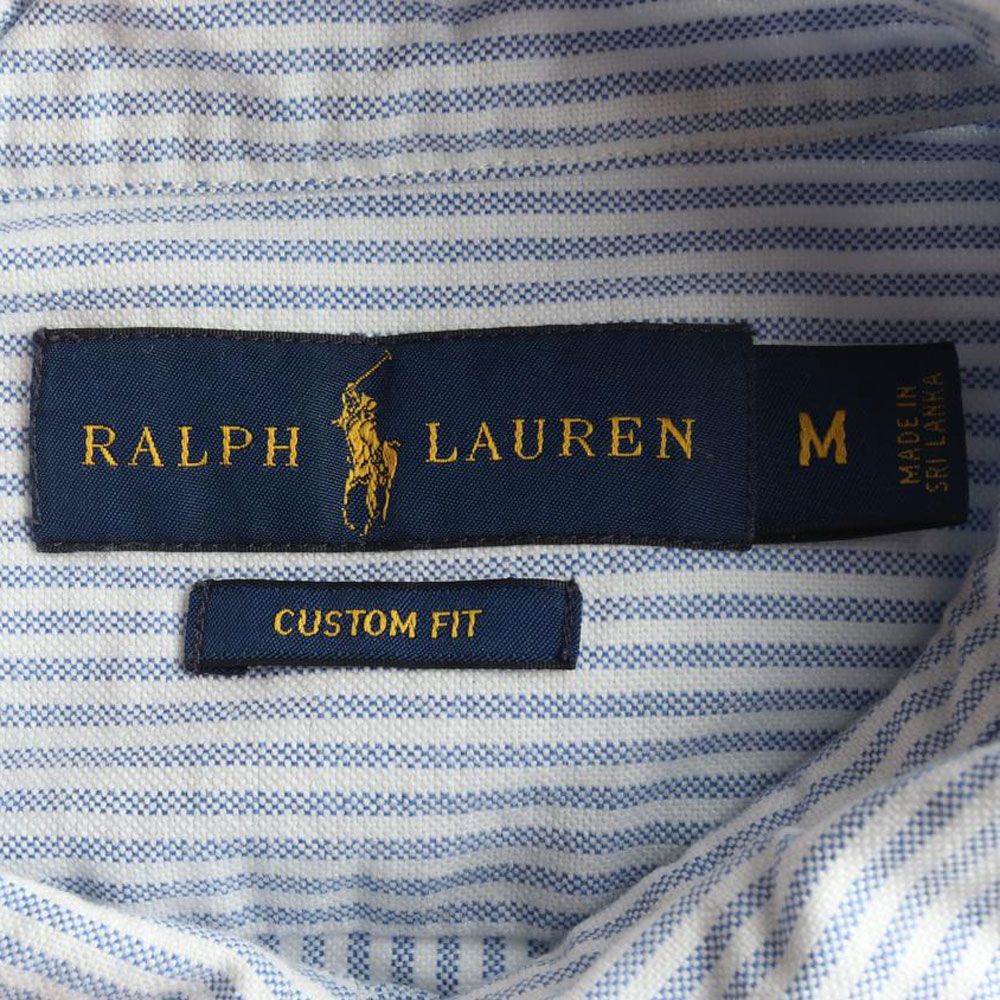 RALPH LAUREN
M
MADE IN
SRI LANKA
CUSTOM FIT